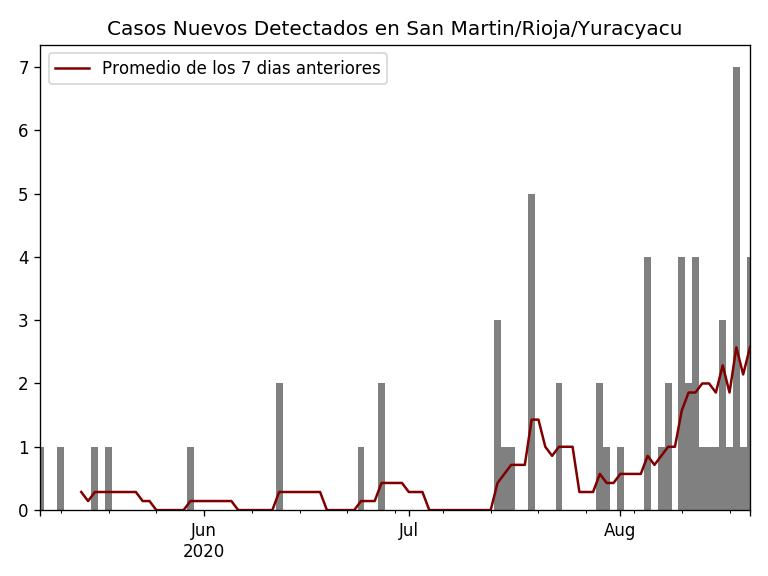 Casos Nuevos Detectados en San Martin/Rioja/Yuracyacu
Promedio de los 7 dias anteriores
7
6
5
4
3
2
1
0
Jun
2020
Jul
Aug